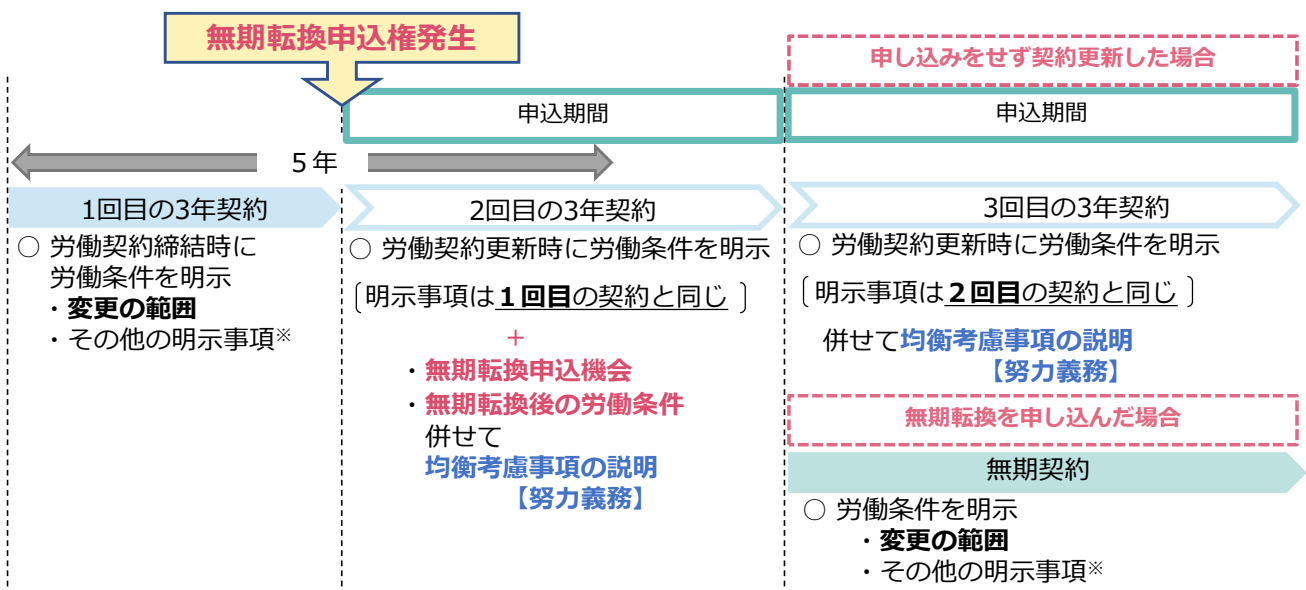 無期転換申込権発生
申し込みをせず契約更新した場合
申込期間
申込期間
5年
1回目の3年契約
○ 労働契約締結時に
労働条件を明示
・変更の範囲
・その他の明示事項※
2回目の3年契約
○ 労働契約更新時に労働条件を明示
〔明示事項は１回目の契約と同じ 〕
＋
・無期転換申込機会
・無期転換後の労働条件
併せて
均衡考慮事項の説明
【努力義務】
3回目の3年契約
○ 労働契約更新時に労働条件を明示
〔明示事項は２回目の契約と同じ 〕
併せて均衡考慮事項の説明
【努力義務】
無期転換を申し込んだ場合
無期契約
○ 労働条件を明示
・変更の範囲
・その他の明示事項※